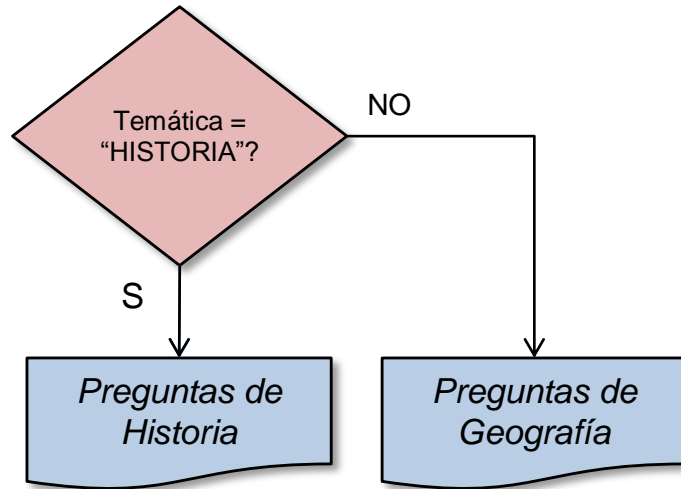 Temática =
“HISTORIA”?
NO
S
Preguntas de
Historia
Preguntas de
Geografía